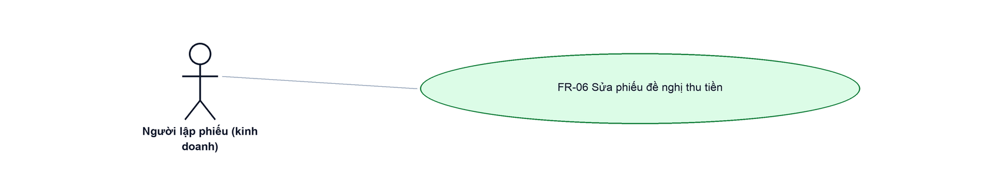 FR-06 Sửa phiếu đề nghị thu tiền
Người lập phiếu (kinh
doanh)